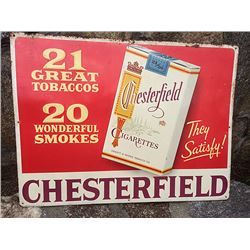 21
GREAT
TOBACCOS
20
WONDERFUL
SMOKES
Chesterfield
CIGARETTES
They
Satisfy!
CHESTERFIELD